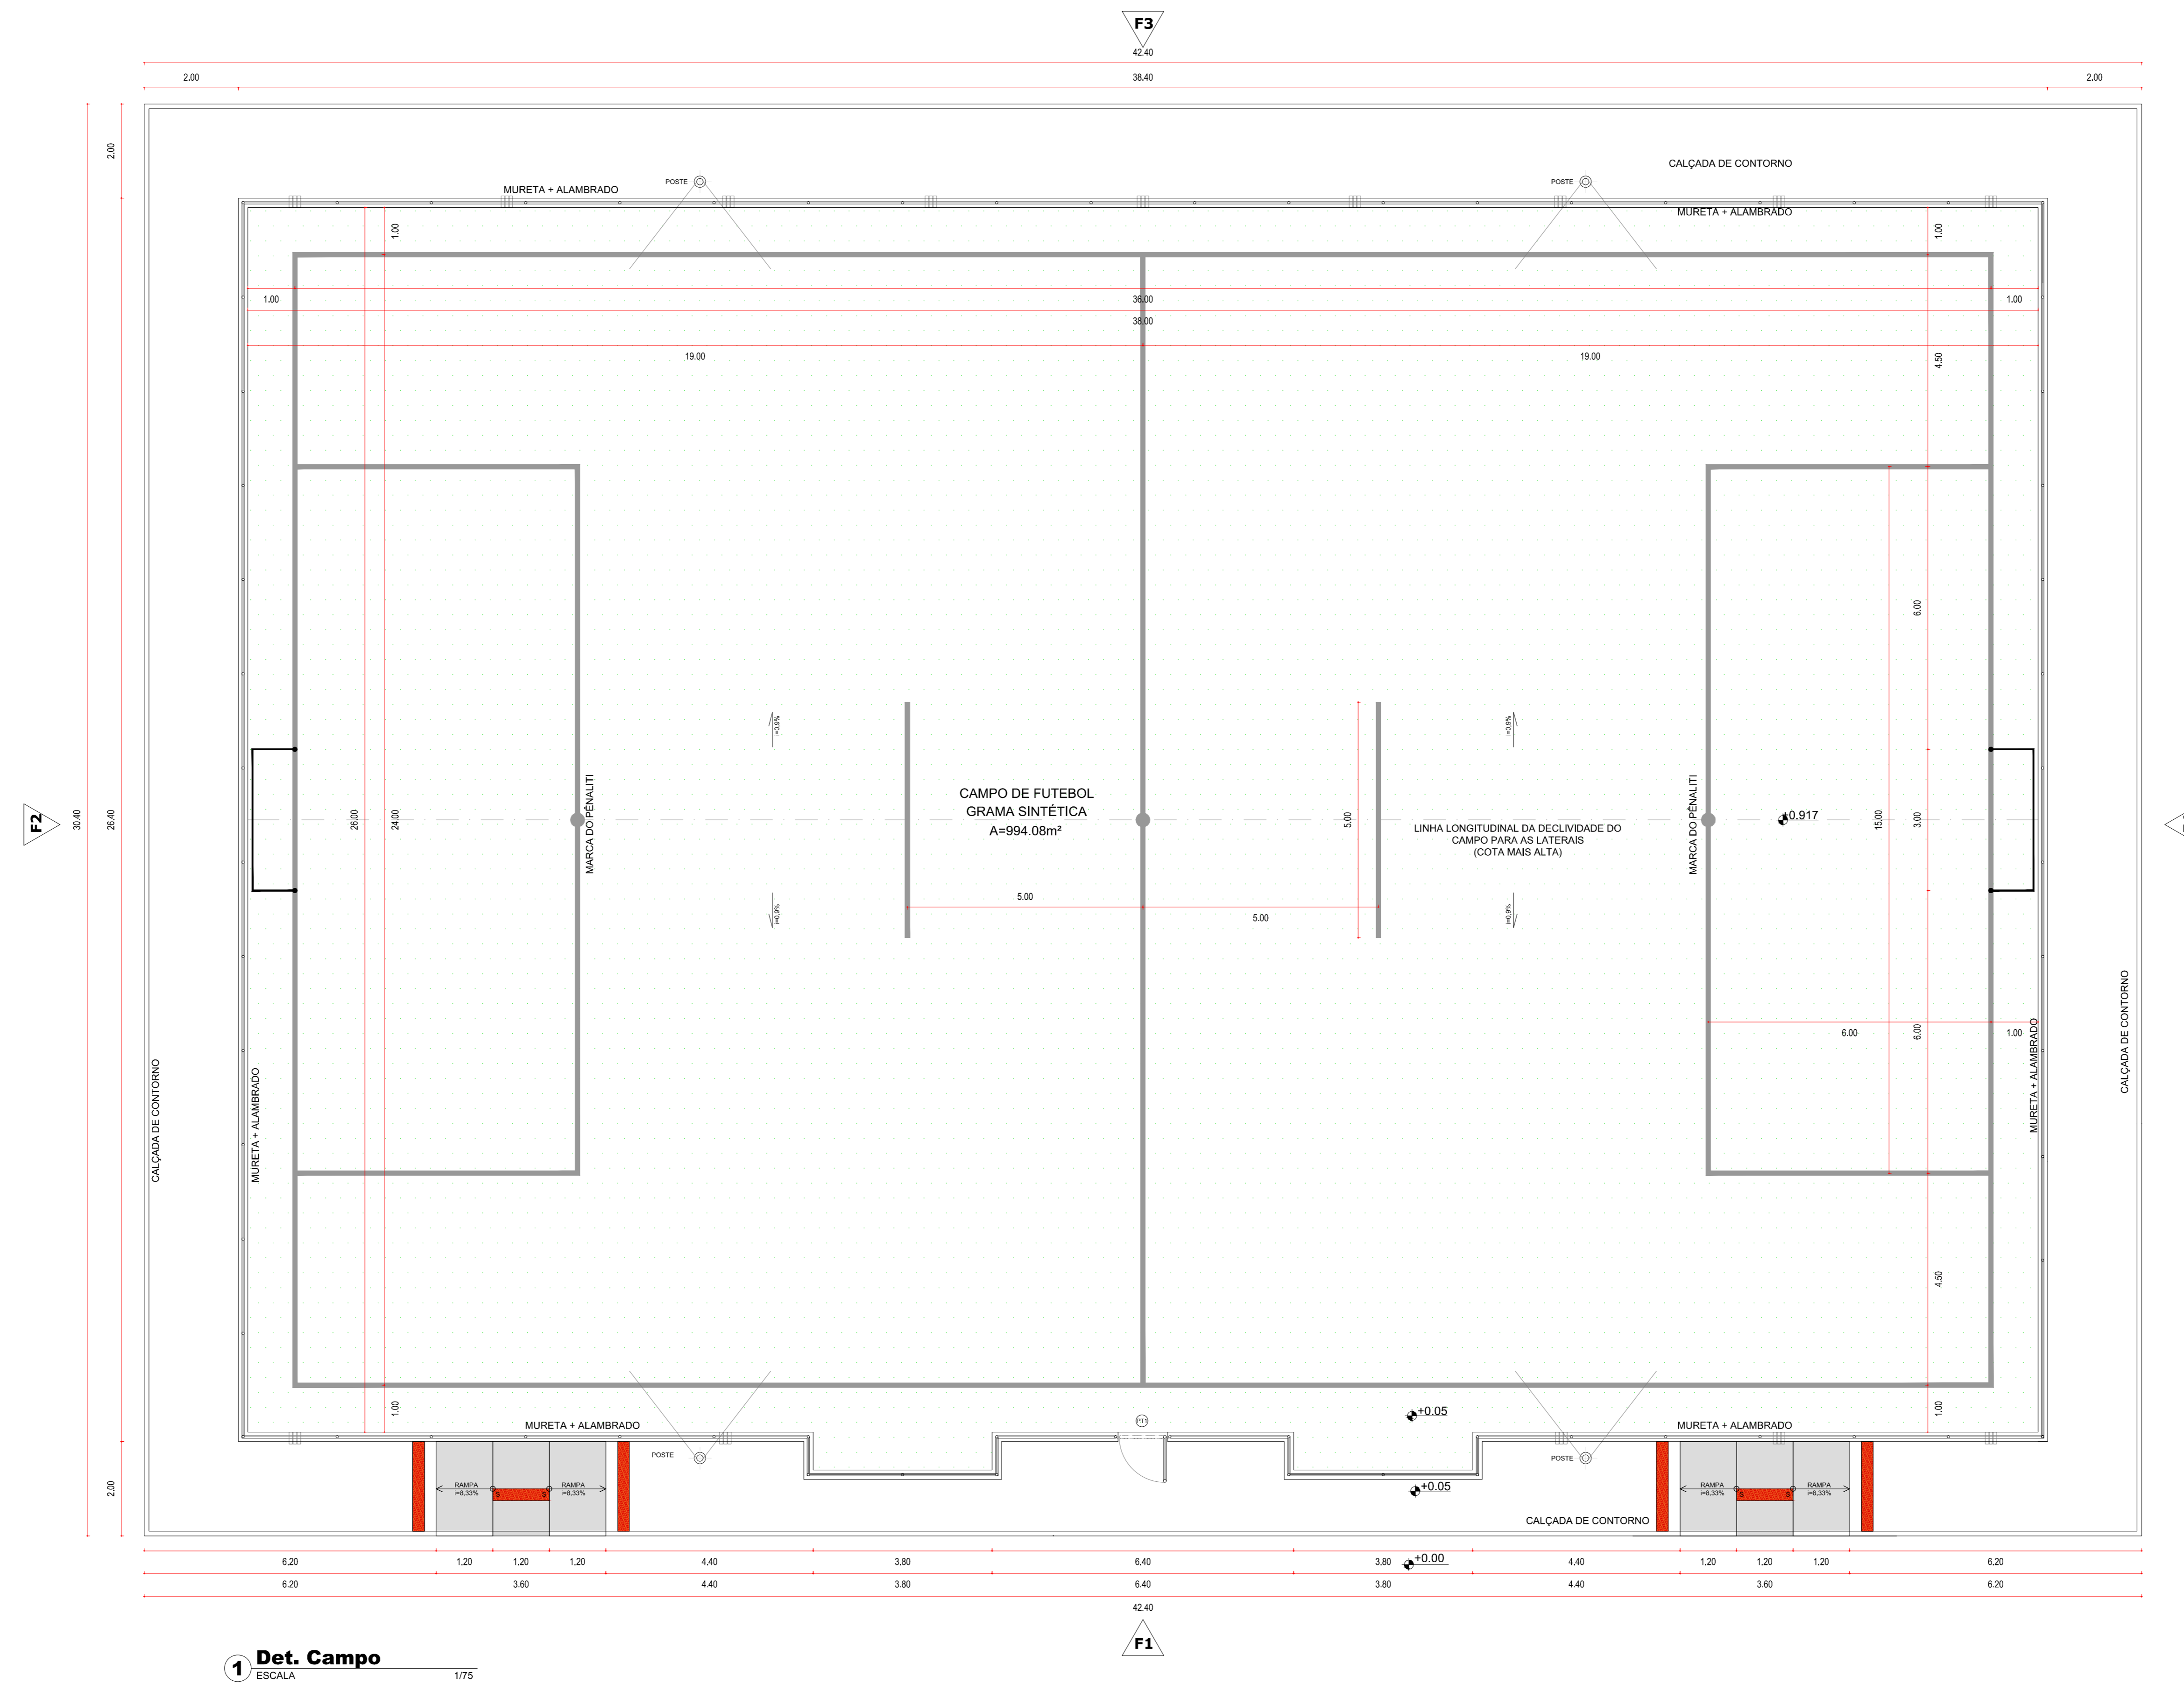 F3
42.40
2.00
38.40
2.00
2.00
CALÇADA DE CONTORNO
POSTE
POSTE
MURETA + ALAMBRADO
MURETA + ALAMBRADO
1.00
1.00
1.00
36.00
1.00
38.00
19.00
19.00
4.50
6.00
i=0,9%
i=0,9%
MARCA DO PÊNALITI
CAMPO DE FUTEBOL
GRAMA SINTÉTICA
A=994.08m²
5.00
LINHA LONGITUDINAL DA DECLIVIDADE DO
CAMPO PARA AS LATERAIS
(COTA MAIS ALTA)
MARCA DO PÊNALITI
+0.917
15.00
3.00
F2
30.40
26.40
26.00
24.00
i=0,9%
i=0,9%
5.00
5.00
6.00
6.00
1.00
CALÇADA DE CONTORNO
MURETA + ALAMBRADO
MURETA + ALAMBRADO
CALÇADA DE CONTORNO
4.50
1.00
1.00
MURETA + ALAMBRADO
PT1
+0.05
MURETA + ALAMBRADO
POSTE
POSTE
2.00
RAMPA
i=8,33%
S
S
RAMPA
i=8,33%
+0.05
RAMPA
i=8,33%
S
S
RAMPA
i=8,33%
CALÇADA DE CONTORNO
6.20
1,20
1,20
1,20
4,40
3.80
6.40
3,80
+0.00
4,40
1,20
1,20
1,20
6.20
6.20
3.60
4.40
3.80
6.40
3.80
4.40
3.60
6.20
42.40
F1
1
Det. Campo
ESCALA
1/75